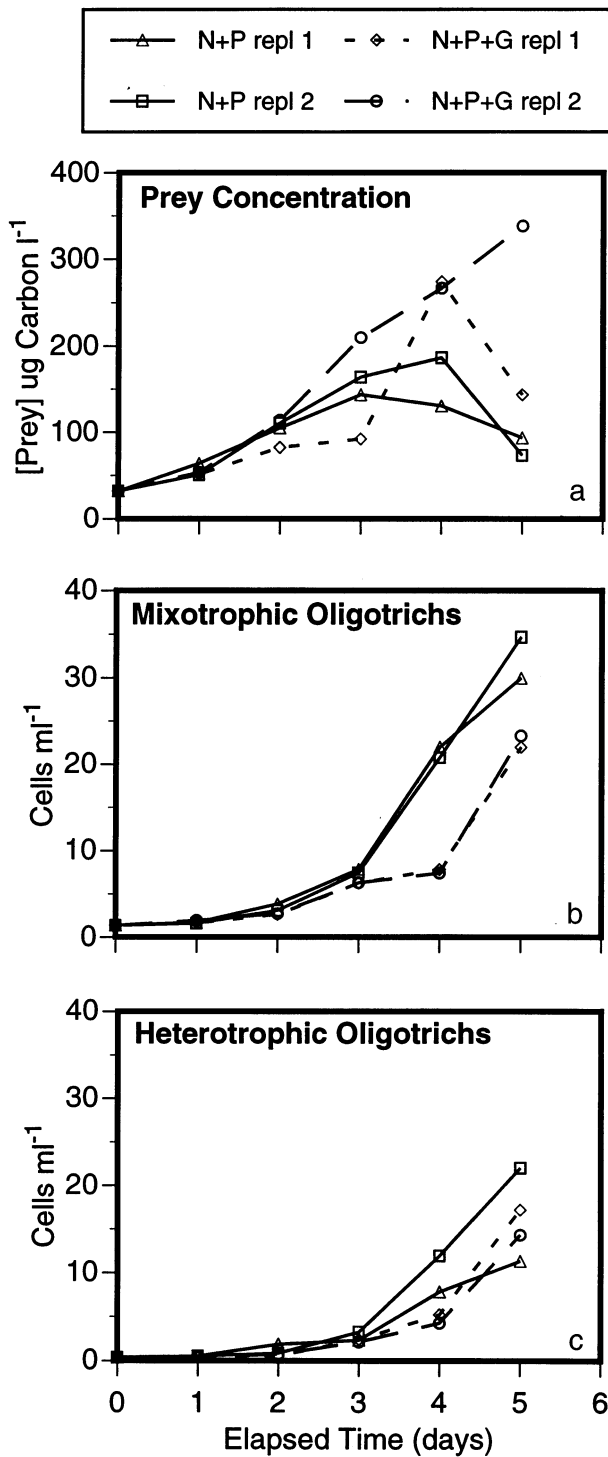 N+P repl 1 N+P+G repl 1
N+P repl 2 N+P+G repl 2
400
300
200
100
0
[Prey] ug Carbon l⁻¹
Prey Concentration
a
40
30
20
10
0
Cells ml⁻¹
Mixotrophic Oligotrichs
b
40
30
20
10
0
Cells ml⁻¹
Heterotrophic Oligotrichs
c
0 1 2 3 4 5 6
Elapsed Time (days)